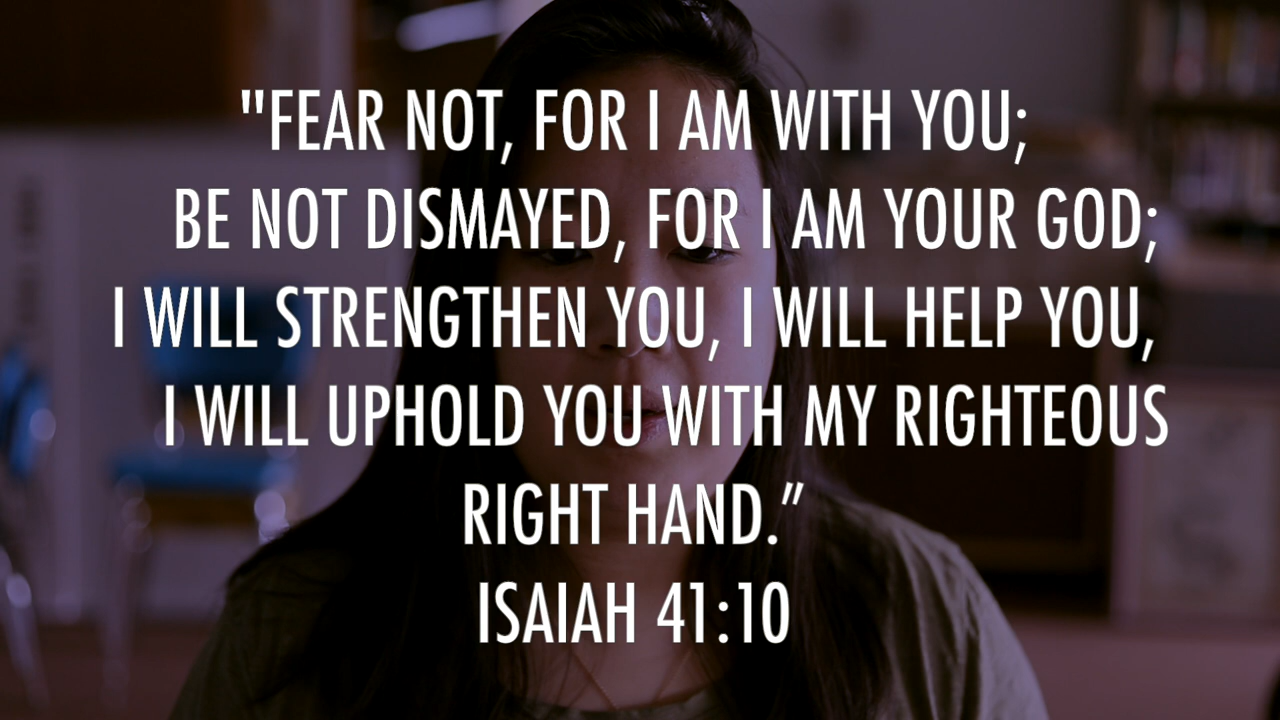 "FEAR NOT, FOR I AM WITH YOU;
BE NOT DISMAYED, FOR I AM YOUR GOD;
I WILL STRENGTHEN YOU, I WILL HELP YOU,
I WILL UPHOLD YOU WITH MY RIGHTEOUS
RIGHT HAND.”
ISAIAH 41:10